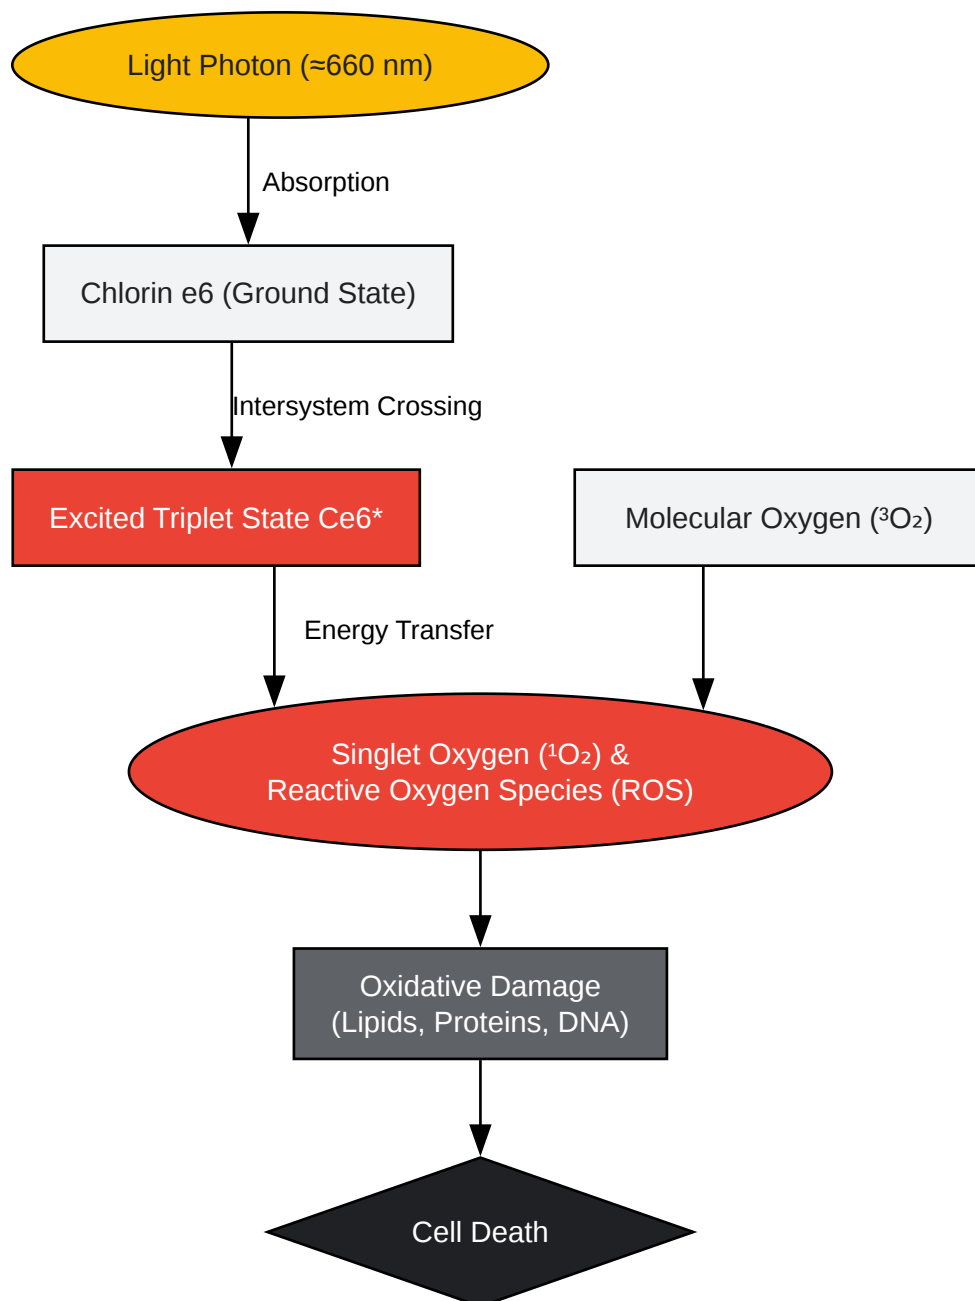 Light Photon (≈660 nm)
Absorption
Chlorin e6 (Ground State)
Intersystem Crossing
Excited Triplet State Ce6*
Molecular Oxygen (³O₂)
Energy Transfer
Singlet Oxygen (¹O₂) &
Reactive Oxygen Species (ROS)
Oxidative Damage
(Lipids, Proteins, DNA)
Cell Death